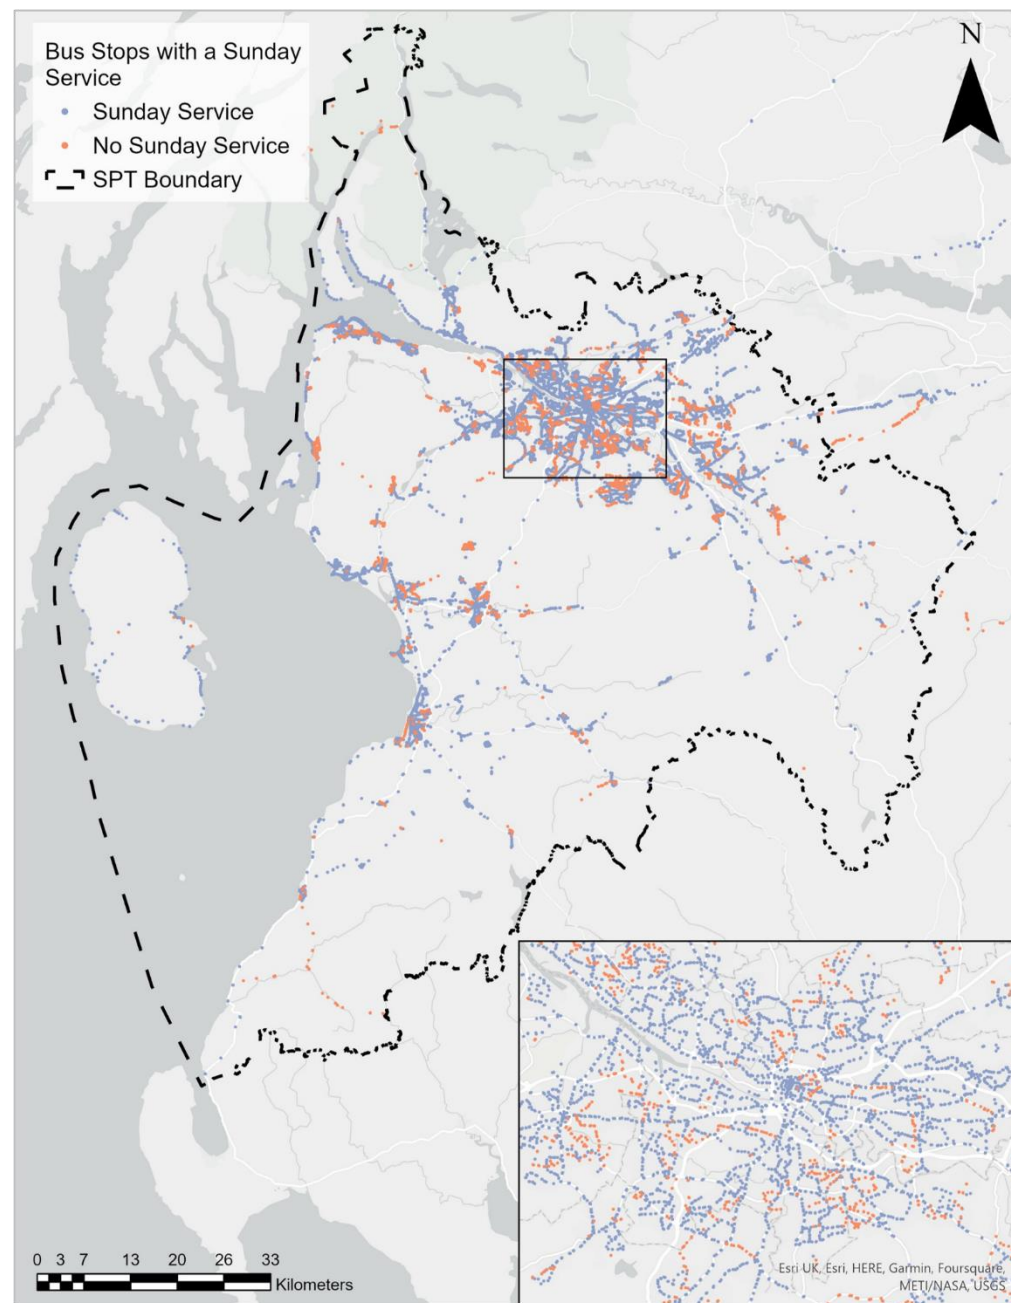 Bus Stops with a Sunday
Service
Sunday Service
No Sunday Service
SPT Boundary
N
0 3 7 13 20 26 33
Kilometers
Esri UK, Esri, HERE, Garmin, Foursquare,
METI/NASA, USGS